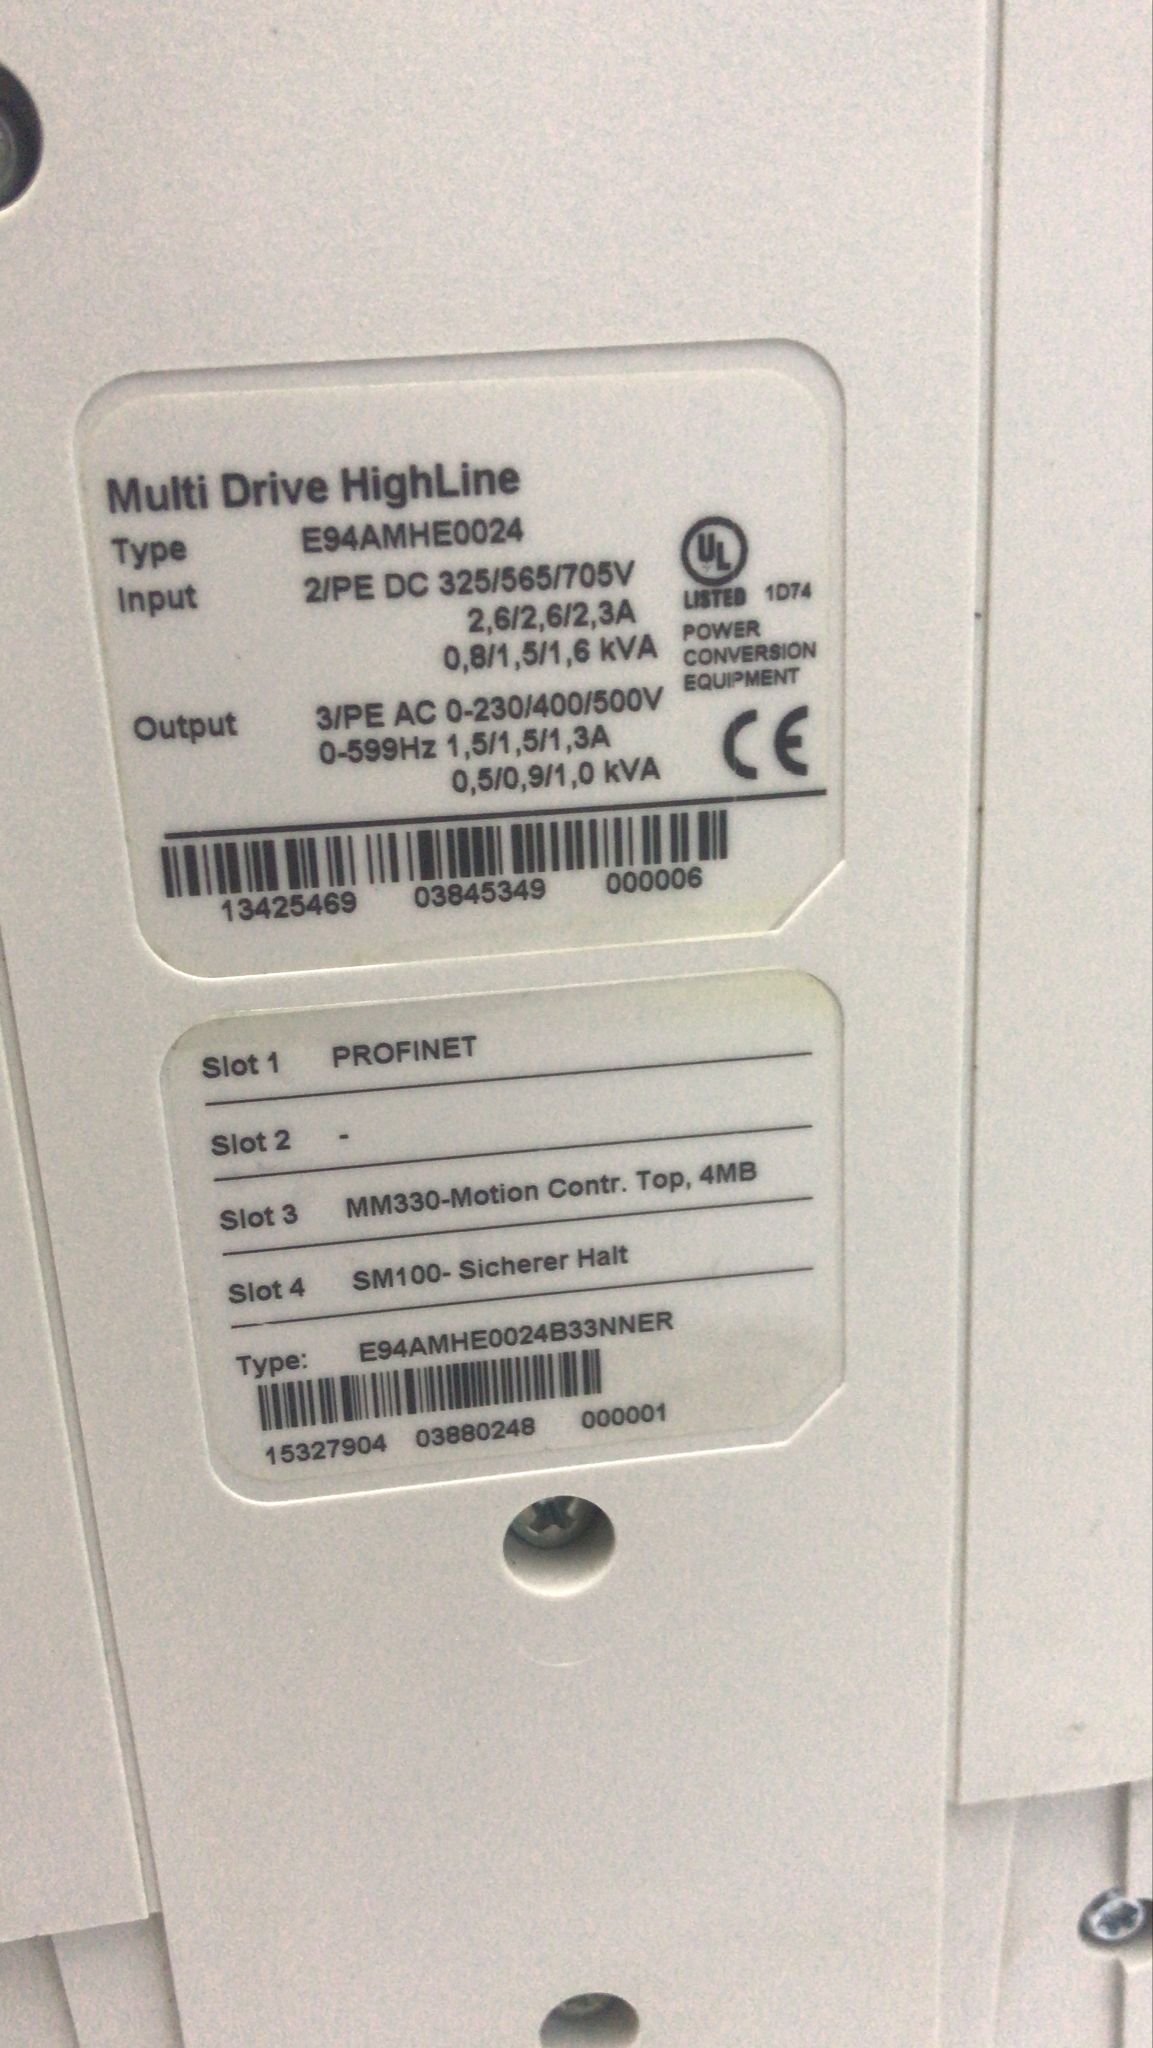 Multi Drive HighLine
Type E94AMHE0024
Input 2/PE DC 325/565/705V
2,6/2,6/2,3A
0,8/1,5/1,6 kVA
UL
LISTED 1D74
POWER
CONVERSION
EQUIPMENT
Output 3/PE AC 0-230/400/500V
0-599Hz 1,5/1,5/1,3A
0,5/0,9/1,0 kVA
CE
13425469 03845349 000006
Slot 1 PROFINET
Slot 2 -
Slot 3 MM330-Motion Contr. Top, 4MB
Slot 4 SM100- Sicherer Halt
Type: E94AMHE0024B33NNER
15327904 03880248 000001